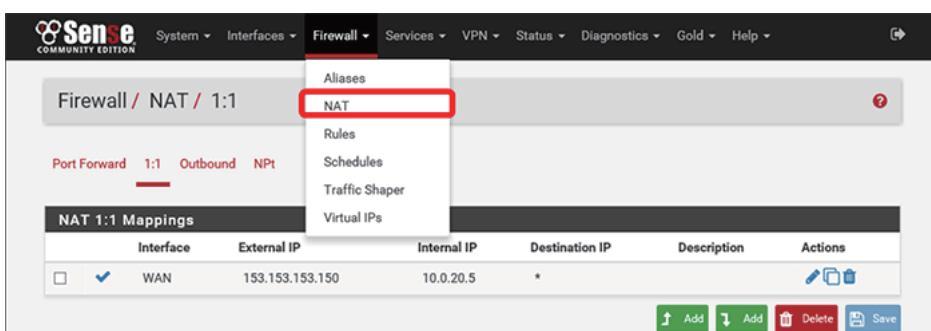 Sense
COMMUNITY EDITION
System Interfaces Firewall Services VPN Status Diagnostics Gold Help
Aliases
NAT
Rules
Schedules
Traffic Shaper
Virtual IPs
Firewall / NAT / 1:1
Port Forward 1:1 Outbound NPt
NAT 1:1 Mappings
Interface External IP Internal IP Destination IP Description Actions
WAN 153.153.153.150 10.0.20.5 *
Add Add Delete Save